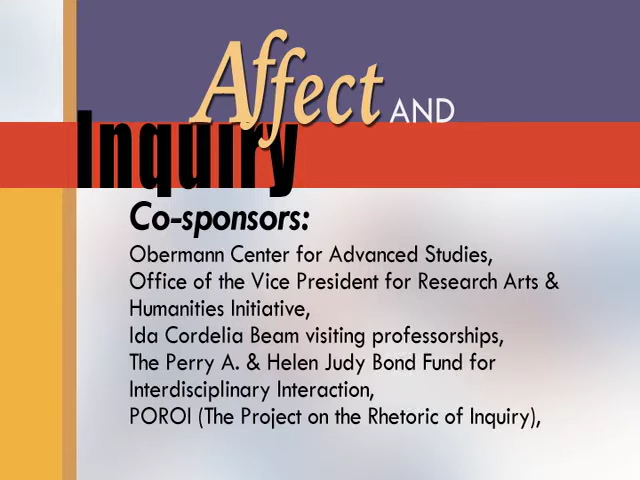 Affect AND
Inquiry
Co-sponsors:
Obermann Center for Advanced Studies,
Office of the Vice President for Research Arts &
Humanities Initiative,
Ida Cordelia Beam visiting professorships,
The Perry A. & Helen Judy Bond Fund for
Interdisciplinary Interaction,
POROI (The Project on the Rhetoric of Inquiry),